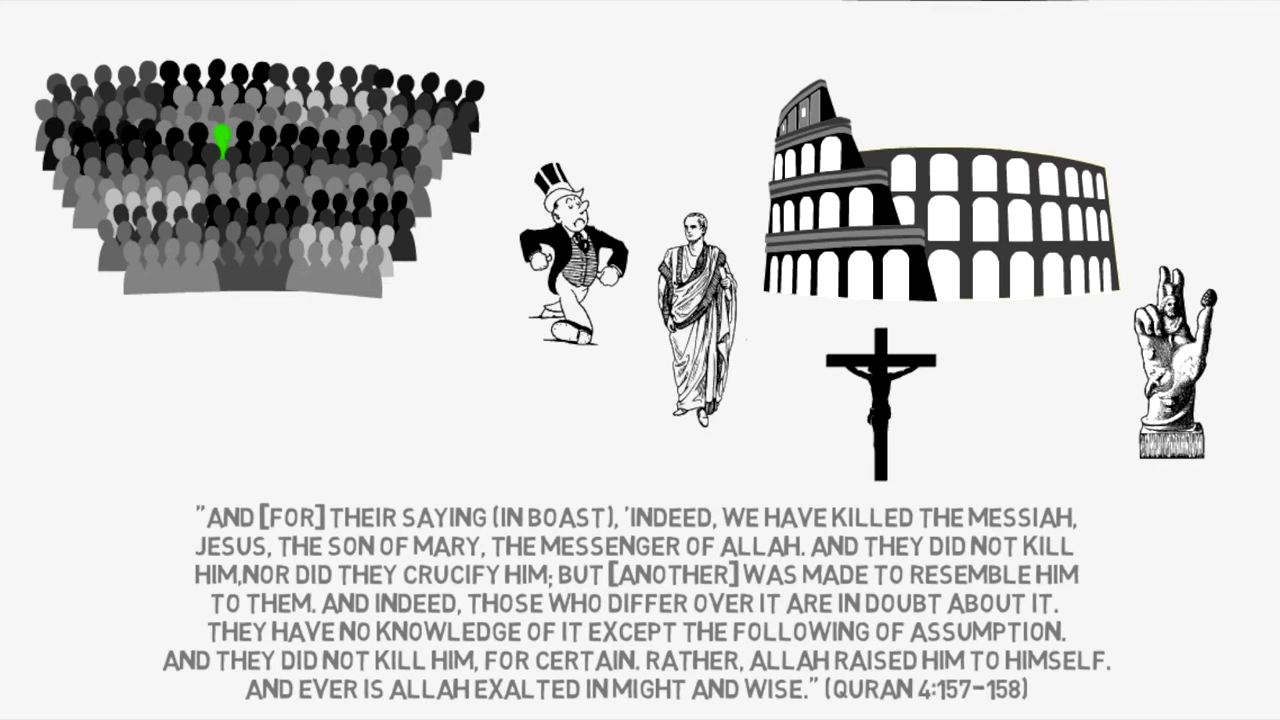 "AND [FOR] THEIR SAYING (IN BOAST), 'INDEED, WE HAVE KILLED THE MESSIAH,
JESUS, THE SON OF MARY, THE MESSENGER OF ALLAH. AND THEY DID NOT KILL
HIM,NOR DID THEY CRUCIFY HIM; BUT [ANOTHER] WAS MADE TO RESEMBLE HIM
TO THEM. AND INDEED, THOSE WHO DIFFER OVER IT ARE IN DOUBT ABOUT IT.
THEY HAVE NO KNOWLEDGE OF IT EXCEPT THE FOLLOWING OF ASSUMPTION.
AND THEY DID NOT KILL HIM, FOR CERTAIN. RATHER, ALLAH RAISED HIM TO HIMSELF.
AND EVER IS ALLAH EXALTED IN MIGHT AND WISE." (QURAN 4:157-158)